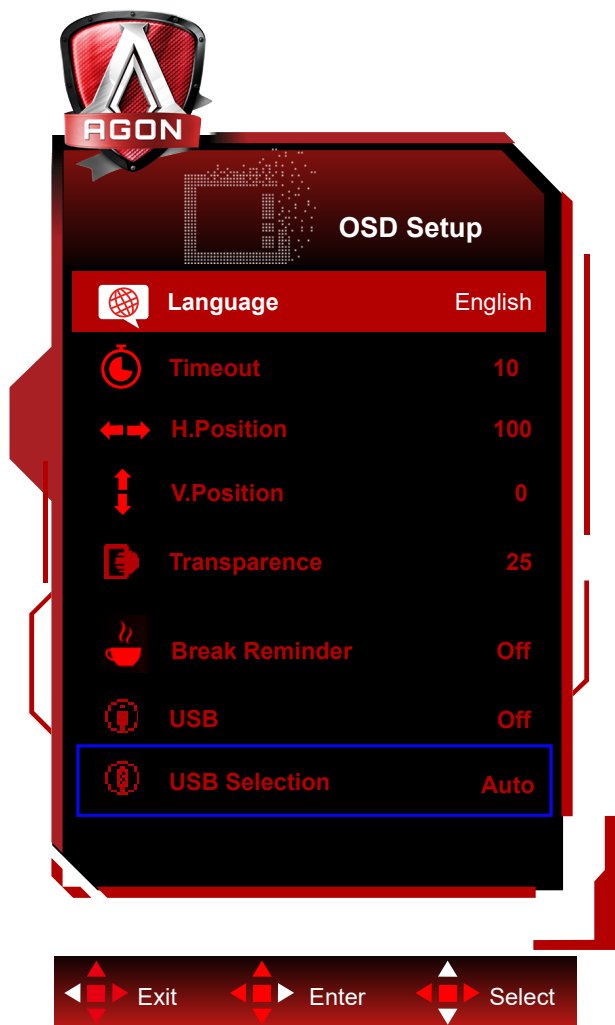 AGON
OSD Setup
Language English
Timeout 10
H.Position 100
V.Position 0
Transparence 25
Break Reminder Off
USB Off
USB Selection Auto
Exit Enter Select